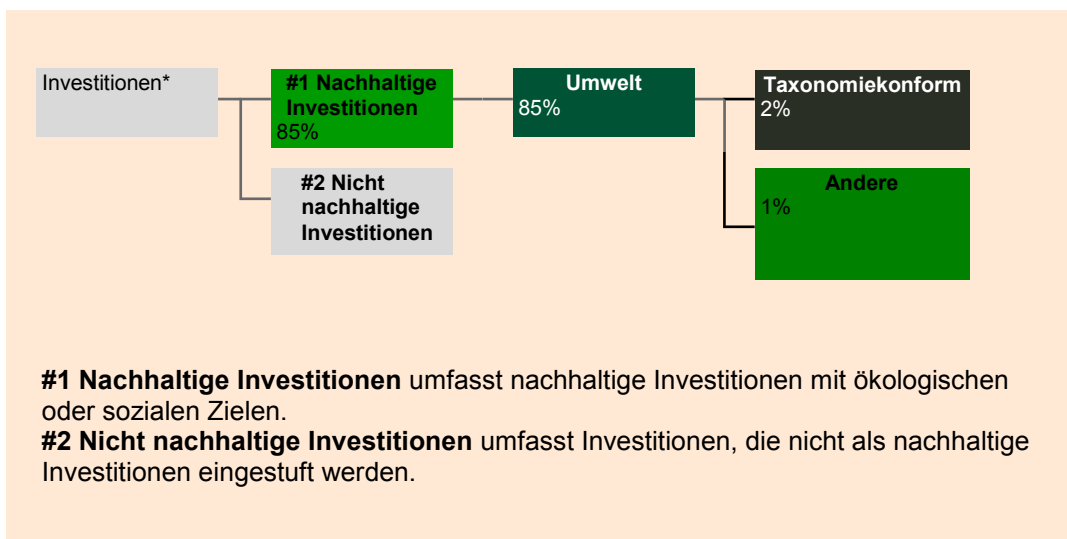 Investitionen*
#1 Nachhaltige
Investitionen
85%
Umwelt
85%
Taxonomiekonform
2%
#2 Nicht
nachhaltige
Investitionen
Andere
1%
#1 Nachhaltige Investitionen umfasst nachhaltige Investitionen mit ökologischen
oder sozialen Zielen.
#2 Nicht nachhaltige Investitionen umfasst Investitionen, die nicht als nachhaltige
Investitionen eingestuft werden.